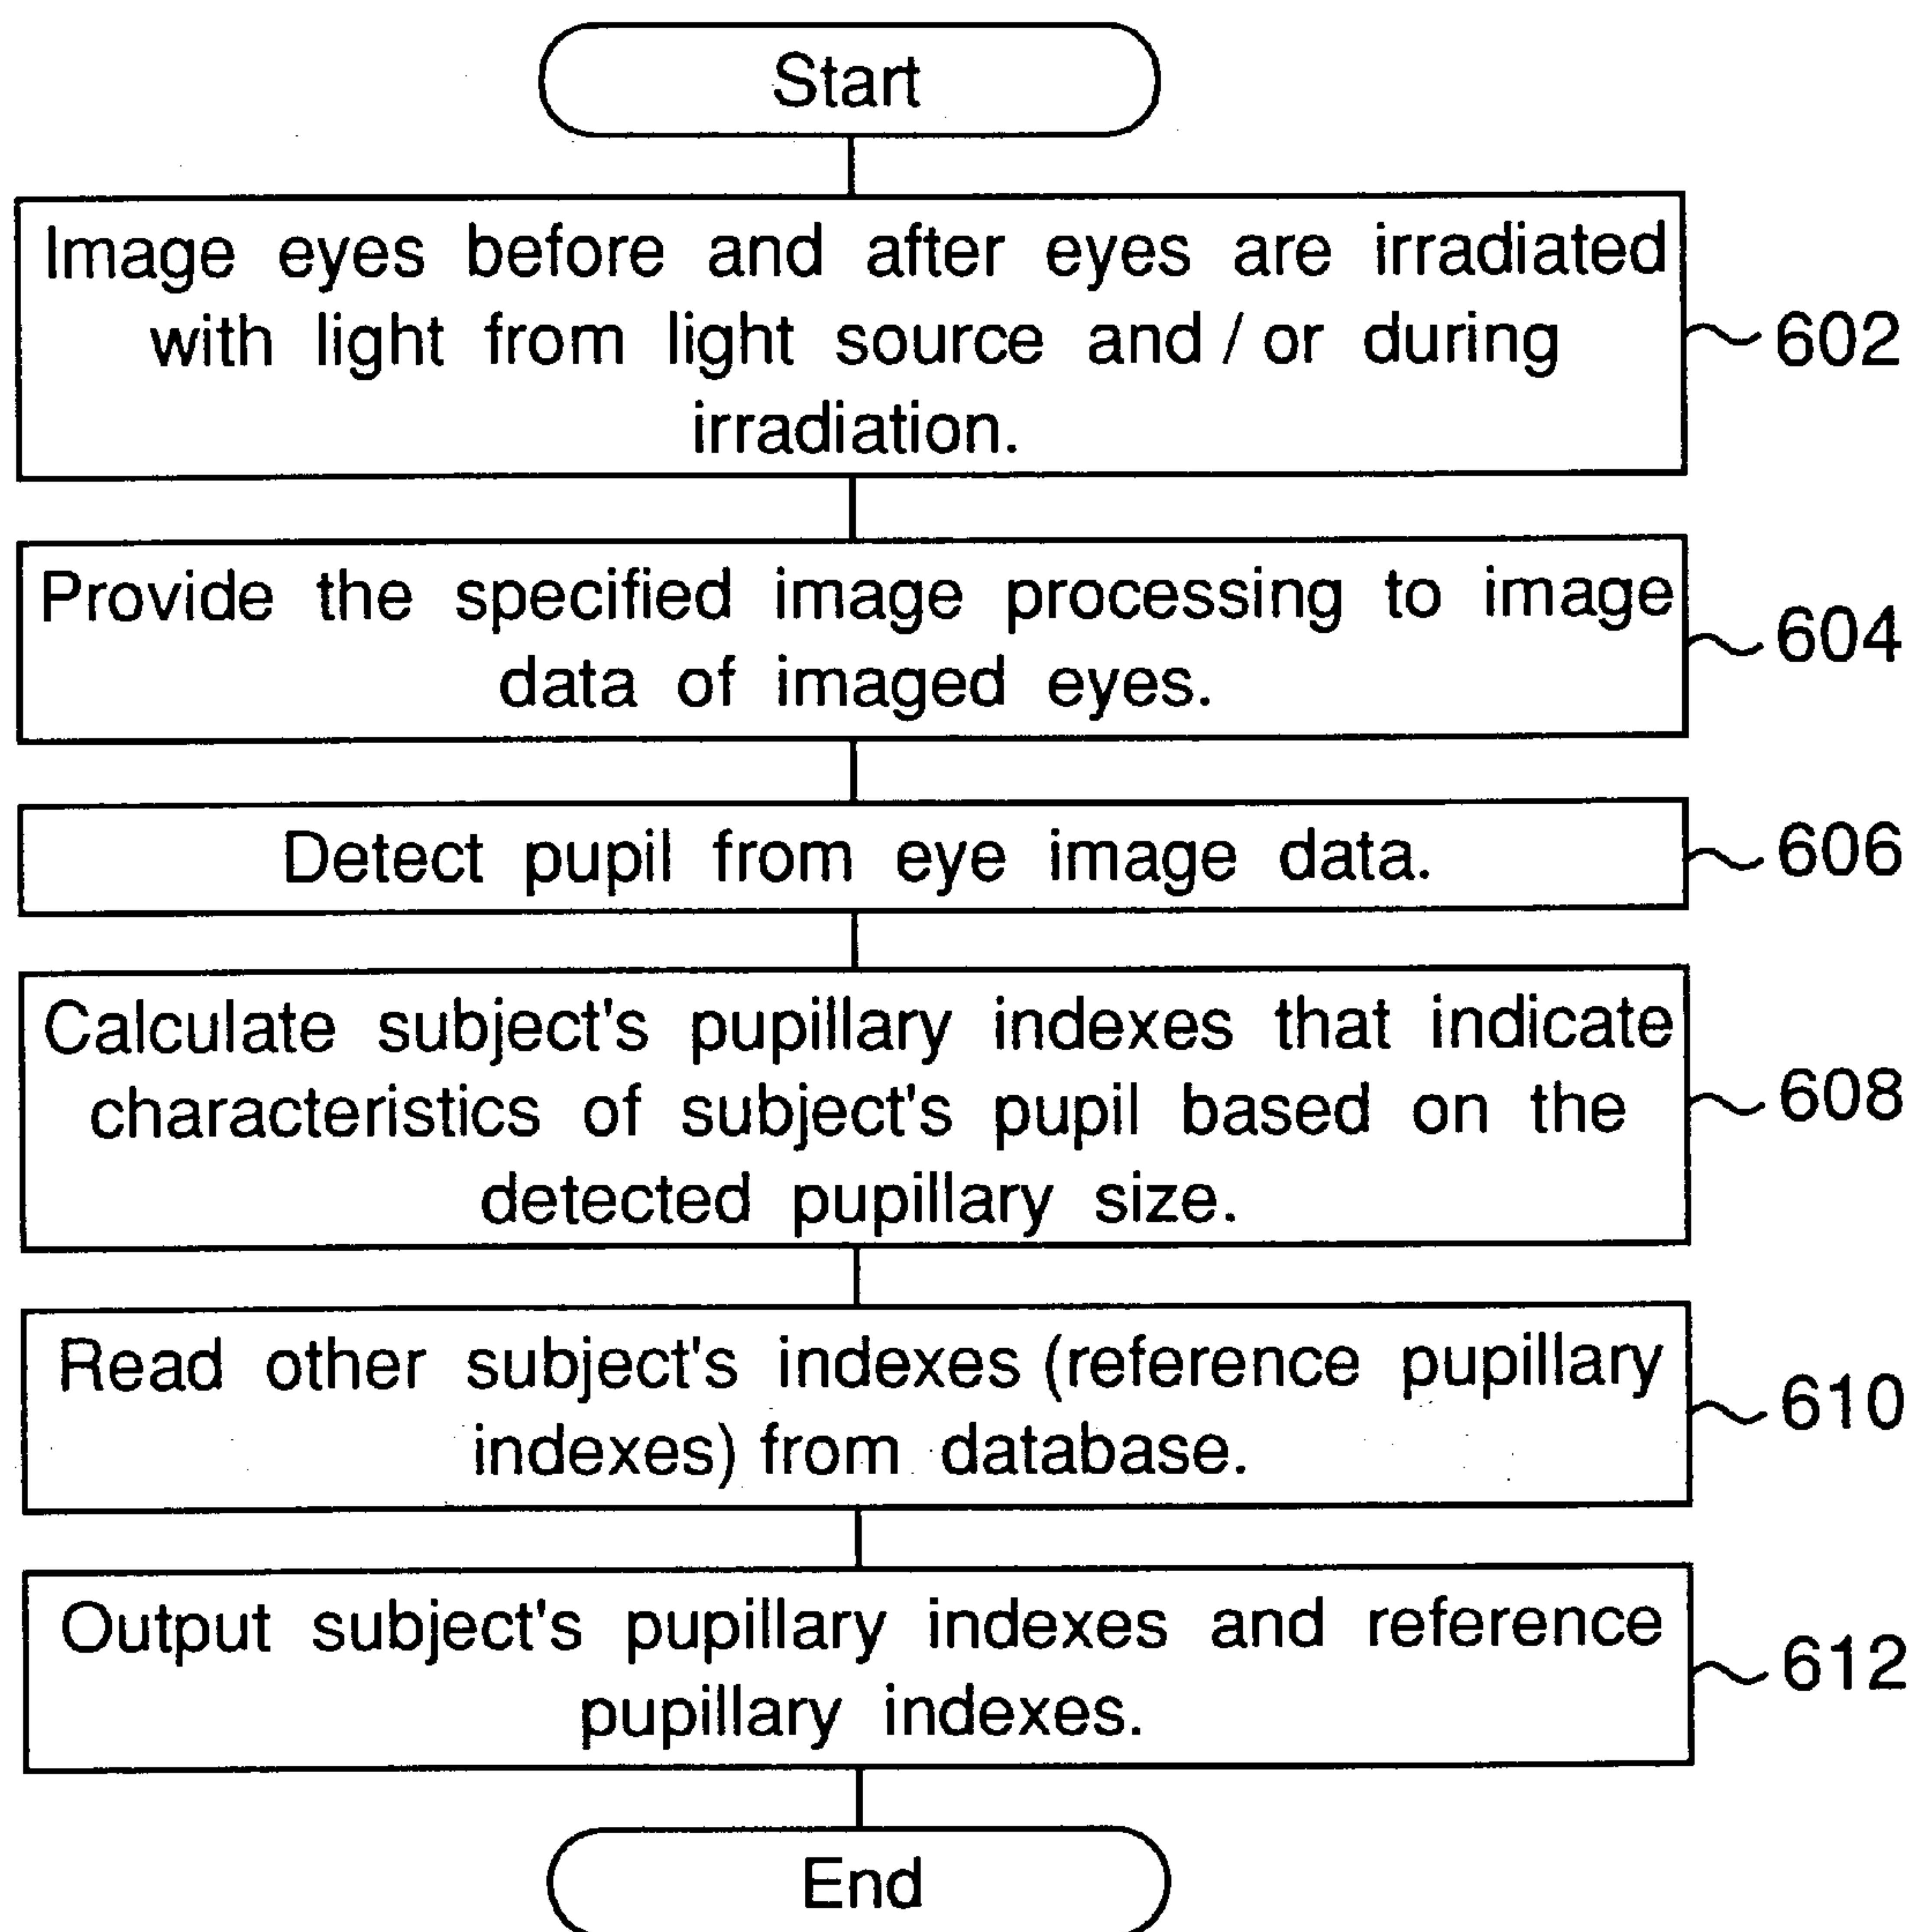 Start
Image eyes before and after eyes are irradiated
with light from light source and / or during
irradiation.
602
Provide the specified image processing to image
data of imaged eyes.
604
Detect pupil from eye image data.
606
Calculate subject's pupillary indexes that indicate
characteristics of subject's pupil based on the
detected pupillary size.
608
Read other subject's indexes (reference pupillary
indexes) from database.
610
Output subject's pupillary indexes and reference
pupillary indexes.
612
End